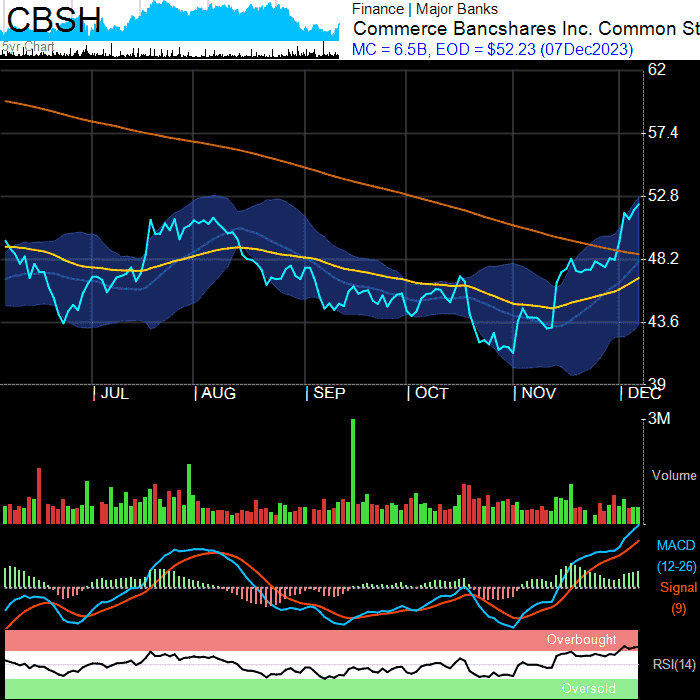 CBSH
5yr Chart
Finance | Major Banks
Commerce Bancshares Inc. Common St
MC = 6.5B, EOD = $52.23 (07Dec2023)
62
57.4
52.8
48.2
43.6
39
JUL AUG SEP OCT NOV DEC
3M
Volume
MACD
(12-26)
Signal
(9)
Overbought
RSI(14)
Oversold